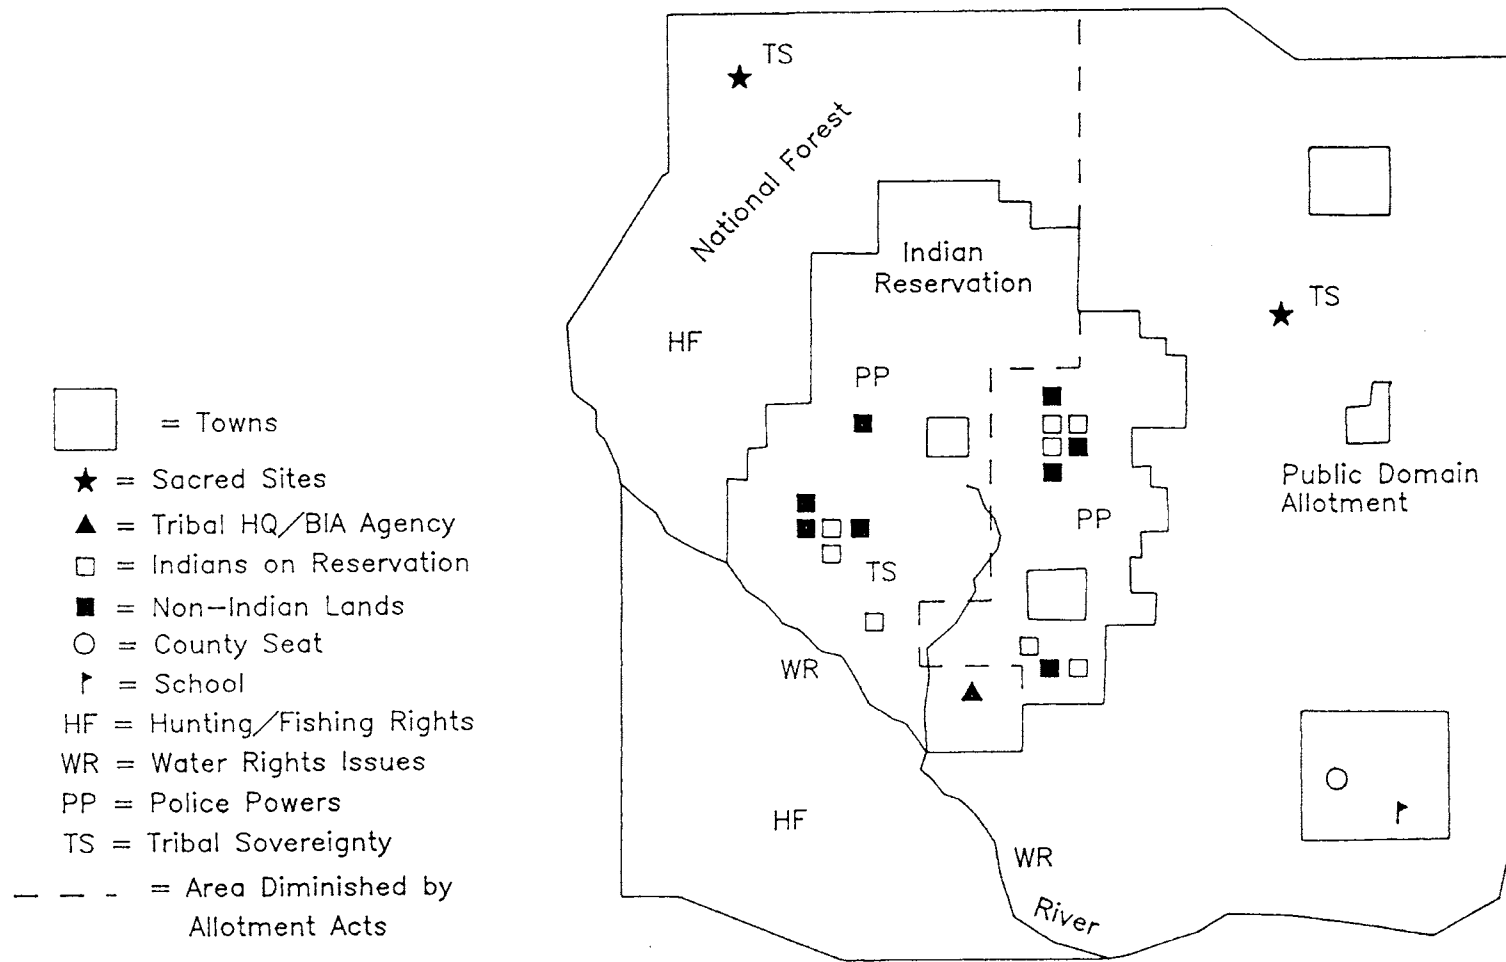 TS
National Forest
Indian
Reservation
TS
HF
PP
= Towns
Public Domain
Allotment
= Sacred Sites
= Tribal HQ/BIA Agency
PP
= Indians on Reservation
TS
= Non-Indian Lands
= County Seat
WR
= School
HF = Hunting/Fishing Rights
WR = Water Rights Issues
PP = Police Powers
HF
TS = Tribal Sovereignty
WR
= Area Diminished by
Allotment Acts
River